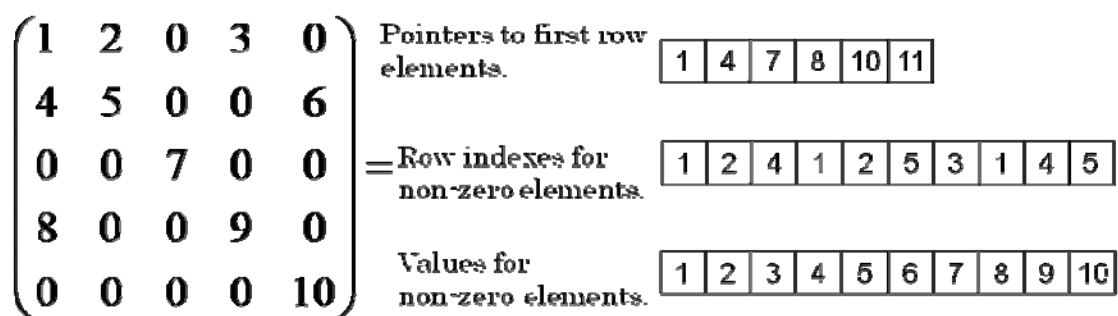 1 2 0 3 0
4 5 0 0 6
0 0 7 0 0
8 0 0 9 0
0 0 0 0 10
=
Pointers to first row
elements.
1 4 7 8 10 11
Row indexes for
non-zero elements.
1 2 4 1 2 5 3 1 4 5
Values for
non-zero elements.
1 2 3 4 5 6 7 8 9 10